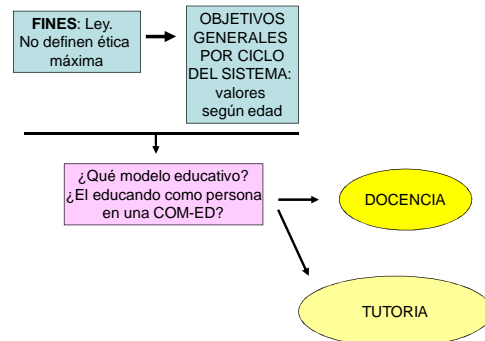 FINES: Ley.
No definen ética
máxima
OBJETIVOS
GENERALES
POR CICLO
DEL SISTEMA:
valores
según edad
¿Qué modelo educativo?
¿El educando como persona
en una COM-ED?
DOCENCIA
TUTORIA